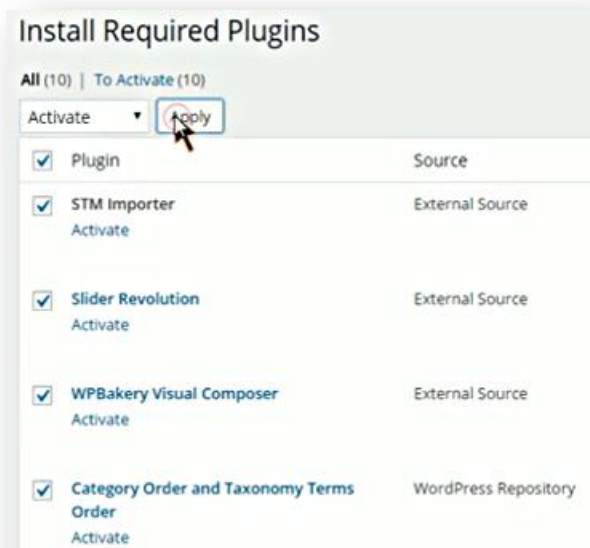 Install Required Plugins
All (10) | To Activate (10)
Activate Apply
Plugin Source
STM Importer External Source
Activate
Slider Revolution External Source
Activate
WPBakery Visual Composer External Source
Activate
Category Order and Taxonomy Terms WordPress Repository
Order
Activate